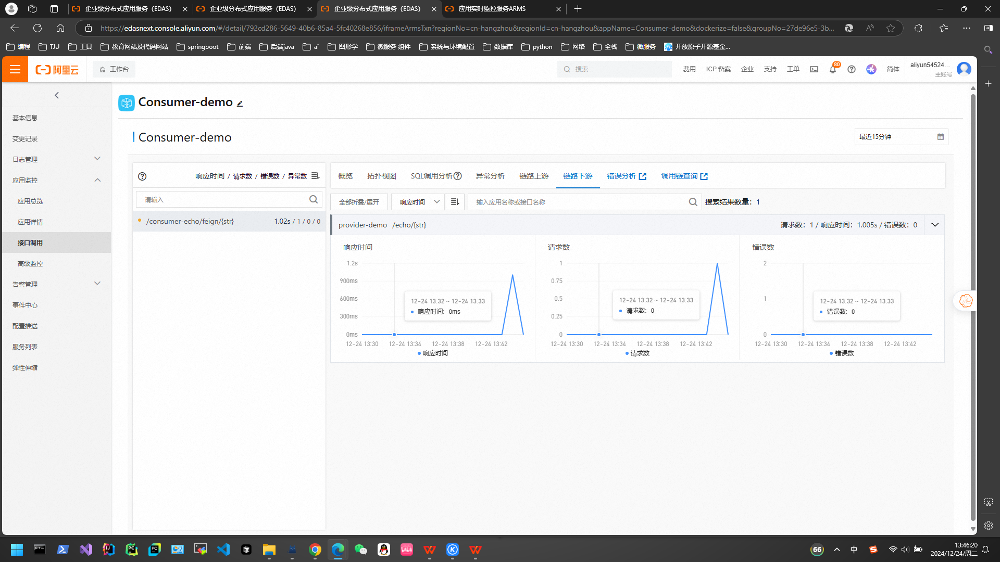 企业级分布式应用服务（EDAS）
企业级分布式应用服务（EDAS）
企业级分布式应用服务（EDAS）
应用实时监控服务ARMS
https://edasnext.console.aliyun.com/#/detail/792cd286-5649-40b6-85a4-5fc40268e856/iframeArmsTxn?regionNo=cn-hangzhou&regionId=cn-hangzhou&appName=Consumer-demo&dockerize=false&groupNo=27de96e5-3b...
编程 TJU 工具 教育网站及代码网站 springboot 前端 后端java ai 图形学 微服务 组件 系统与环境配置 数据库 python 网络 全栈 微服务 开放原子开源基金...
阿里云 工作台 搜索... 费用 ICP 备案 企业 支持 工单 80 简体 aliyun54524...
主账号
基本信息
变更记录
日志管理
应用监控
应用总览
应用详情
接口调用
高级监控
告警管理
事件中心
配置推送
服务列表
弹性伸缩
Consumer-demo
Consumer-demo
最近15分钟
响应时间 / 请求数 / 错误数 / 异常数
请输入
/consumer-echo/feign/{str} 1.02s / 1 / 0 / 0
概览 拓扑视图 SQL调用分析 异常分析 链路上游 链路下游 错误分析 调用链查询
全部折叠/展开 响应时间 输入应用名称或接口名称 搜索结果数量：1
provider-demo /echo/{str} 请求数：1 / 响应时间：1.005s / 错误数：0
响应时间
1.2s
900ms
600ms
300ms
0ms
12-24 13:32 ~ 12-24 13:33
响应时间: 0ms
12-24 13:30 12-24 13:34 12-24 13:38 12-24 13:42
响应时间
请求数
1
0.75
0.5
0.25
0
12-24 13:32 ~ 12-24 13:33
请求数: 0
12-24 13:30 12-24 13:34 12-24 13:38 12-24 13:42
请求数
错误数
2
1
0
12-24 13:32 ~ 12-24 13:33
错误数: 0
12-24 13:30 12-24 13:34 12-24 13:38 12-24 13:42
错误数
66
中
13:46:20
2024/12/24/周二